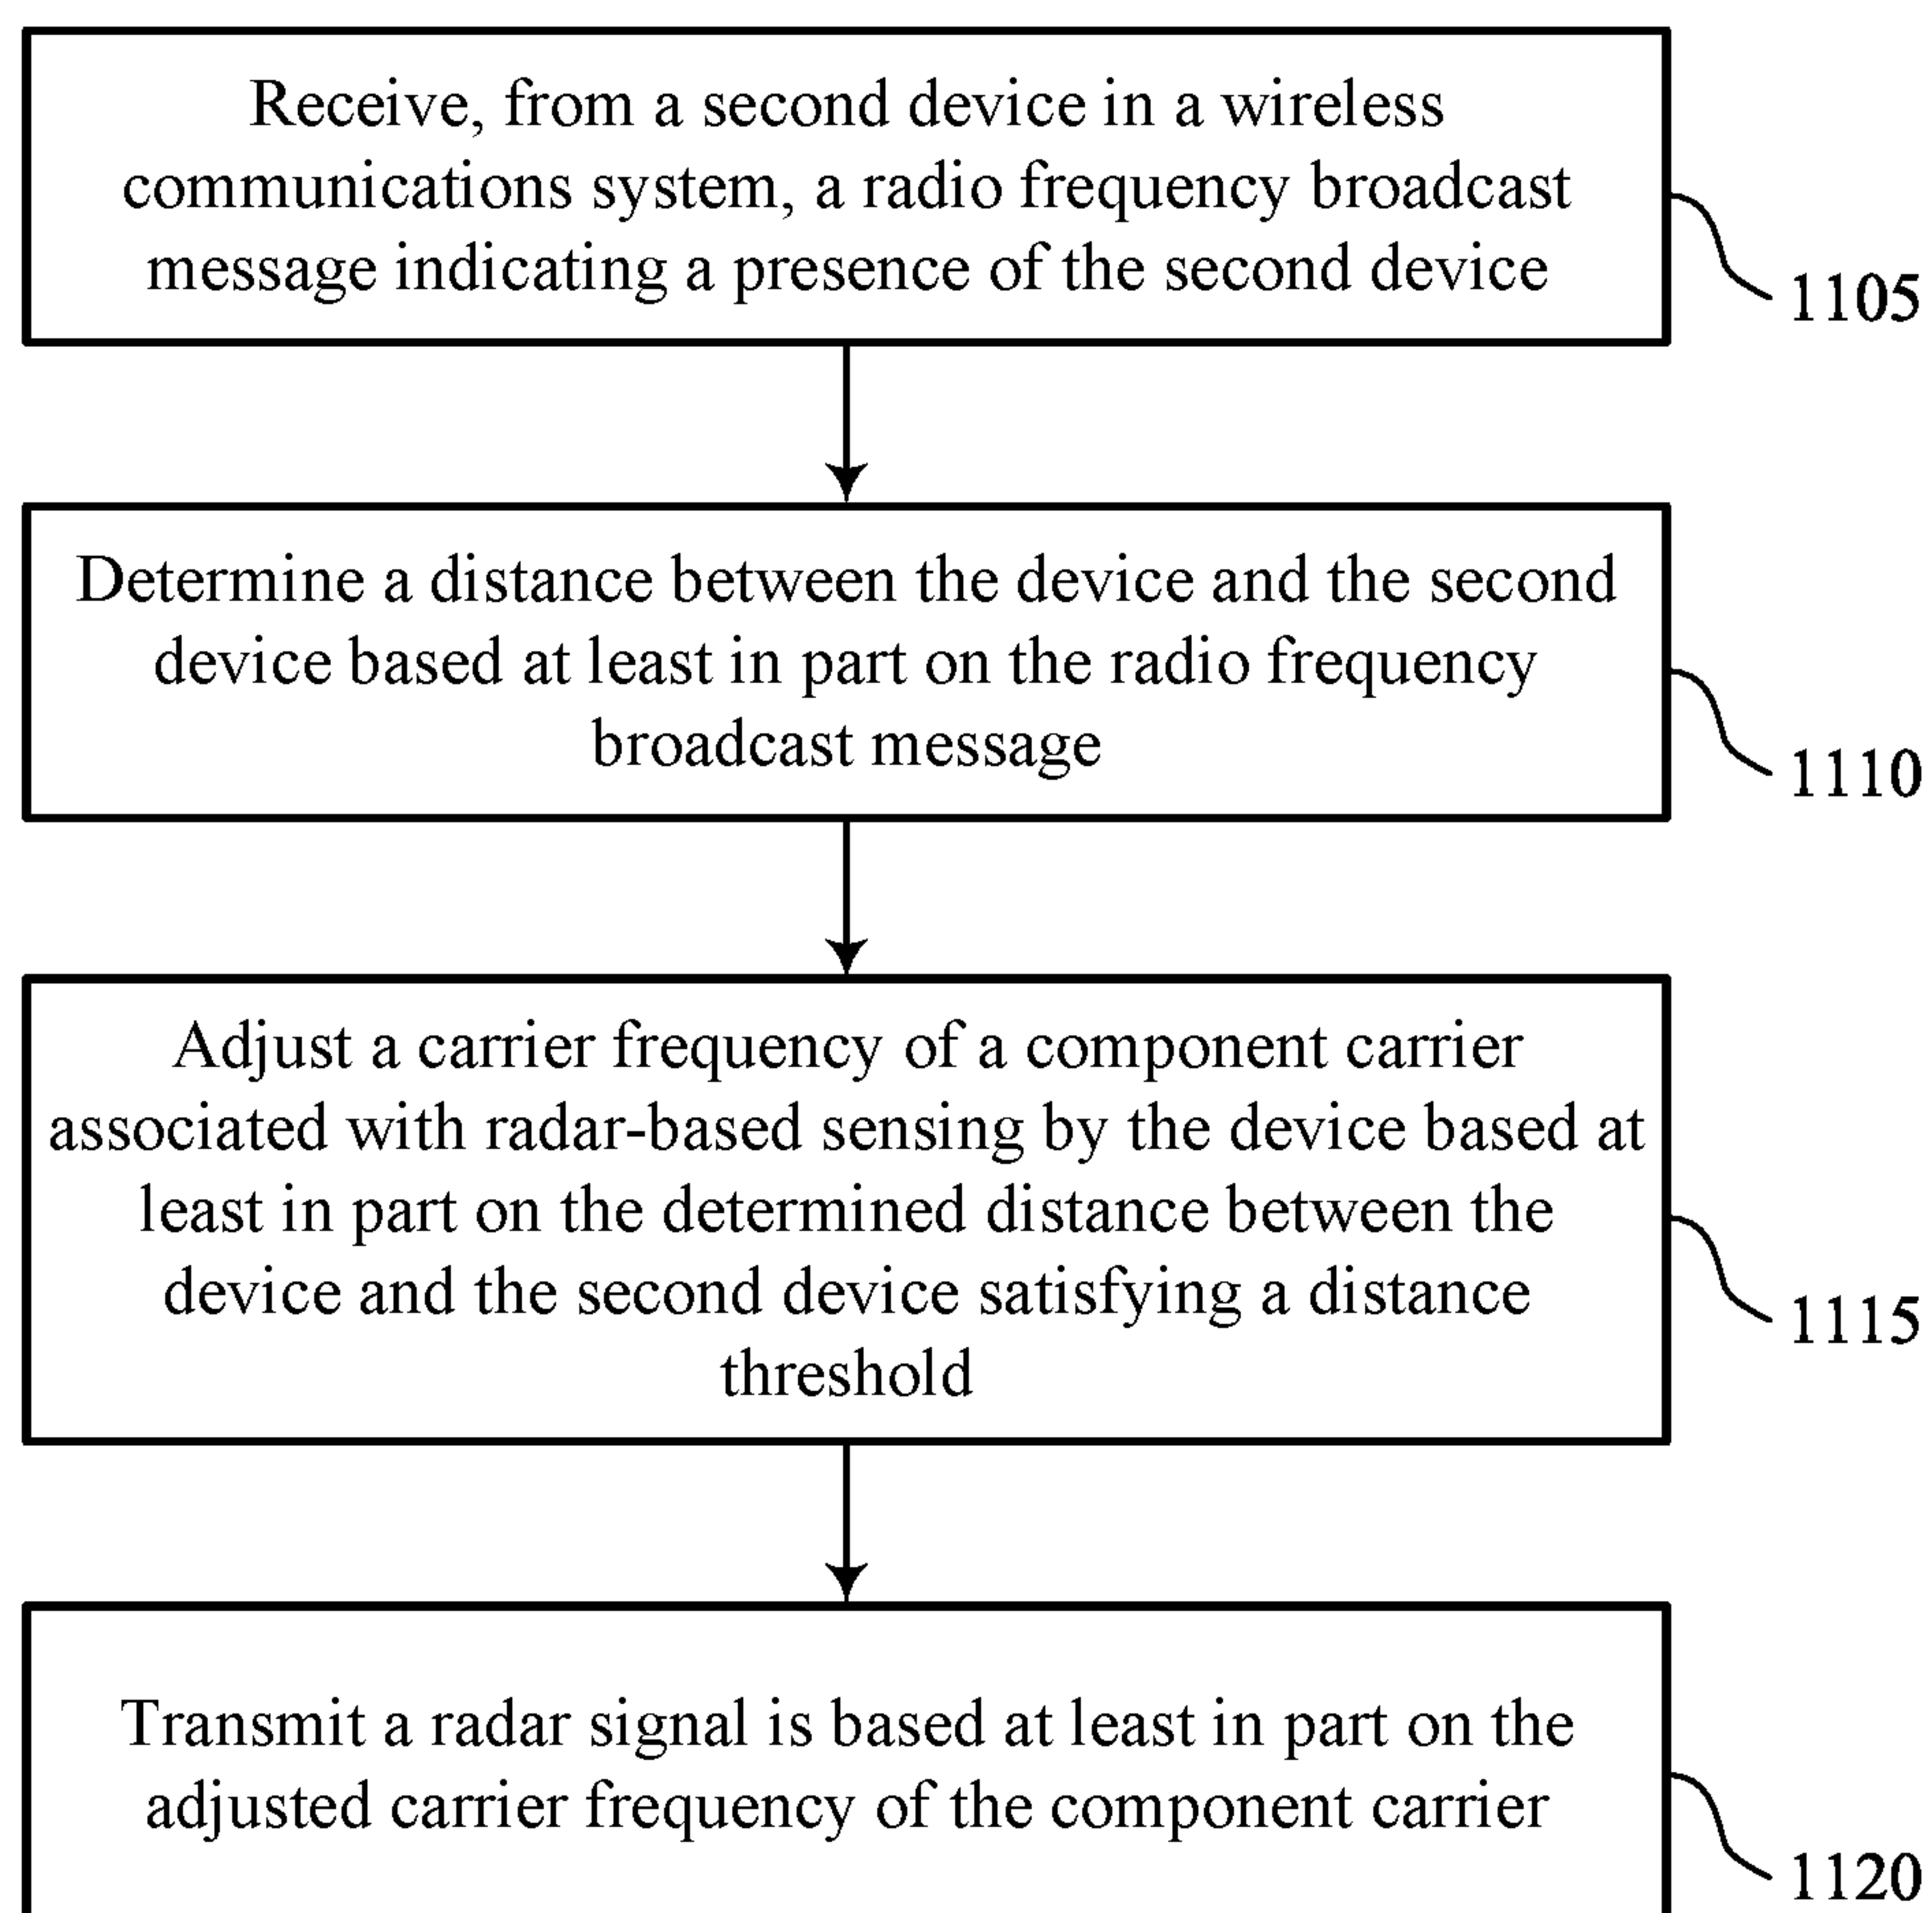 Receive, from a second device in a wireless
communications system, a radio frequency broadcast
message indicating a presence of the second device
1105
Determine a distance between the device and the second
device based at least in part on the radio frequency
broadcast message
1110
Adjust a carrier frequency of a component carrier
associated with radar-based sensing by the device based at
least in part on the determined distance between the
device and the second device satisfying a distance
threshold
1115
Transmit a radar signal is based at least in part on the
adjusted carrier frequency of the component carrier
1120